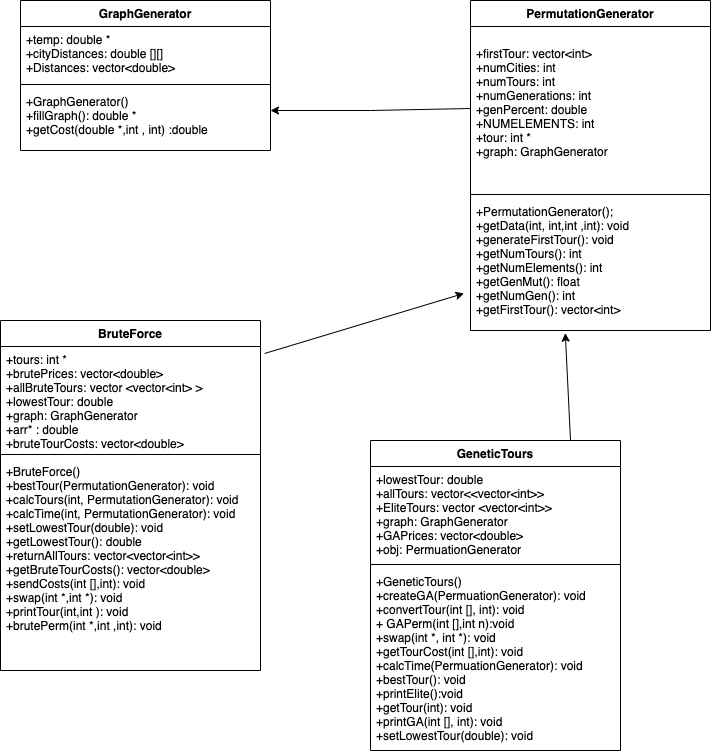 GraphGenerator
+temp: double *
+cityDistances: double [][]
+Distances: vector<double>
+GraphGenerator()
+fillGraph(): double *
+getCost(double *,int , int) :double
PermutationGenerator
+firstTour: vector<int>
+numCities: int
+numTours: int
+numGenerations: int
+genPercent: double
+NUMELEMENTS: int
+tour: int *
+graph: GraphGenerator
+PermutationGenerator();
+getData(int, int,int ,int): void
+generateFirstTour(): void
+getNumTours(): int
+getNumElements(): int
+getGenMut(): float
+getNumGen(): int
+getFirstTour(): vector<int>
BruteForce
+tours: int *
+brutePrices: vector<double>
+allBruteTours: vector <vector<int> >
+lowestTour: double
+graph: GraphGenerator
+arr* : double
+bruteTourCosts: vector<double>
+BruteForce()
+bestTour(PermutationGenerator): void
+calcTours(int, PermutationGenerator): void
+calcTime(int, PermutationGenerator): void
+setLowestTour(double): void
+getLowestTour(): double
+returnAllTours: vector<vector<int>>
+getBruteTourCosts(): vector<double>
+sendCosts(int [],int): void
+swap(int *,int *): void
+printTour(int,int ): void
+brutePerm(int *,int ,int): void
GeneticTours
+lowestTour: double
+allTours: vector<<vector<int>>
+EliteTours: vector <vector<int>>
+graph: GraphGenerator
+GAPrices: vector<double>
+obj: PermuationGenerator
+GeneticTours()
+createGA(PermuationGenerator): void
+convertTour(int [], int): void
+ GAPerm(int [],int n):void
+swap(int *, int *): void
+getTourCost(int [],int): void
+calcTime(PermuationGenerator): void
+bestTour(): void
+printElite():void
+getTour(int): void
+printGA(int [], int): void
+setLowestTour(double): void